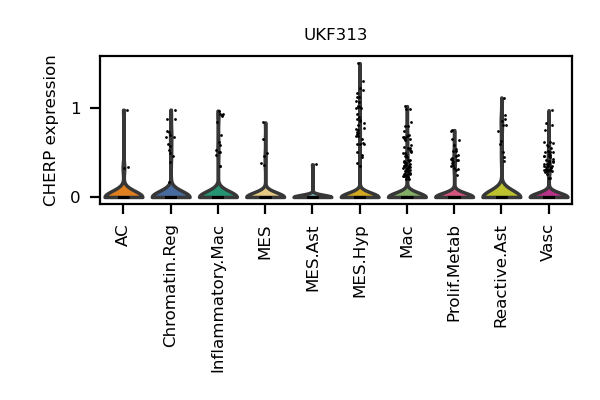 UKF313
CHERP expression
1
0
AC
Chromatin.Reg
Inflammatory.Mac
MES
MES.Ast
MES.Hyp
Mac
Prolif.Metab
Reactive.Ast
Vasc